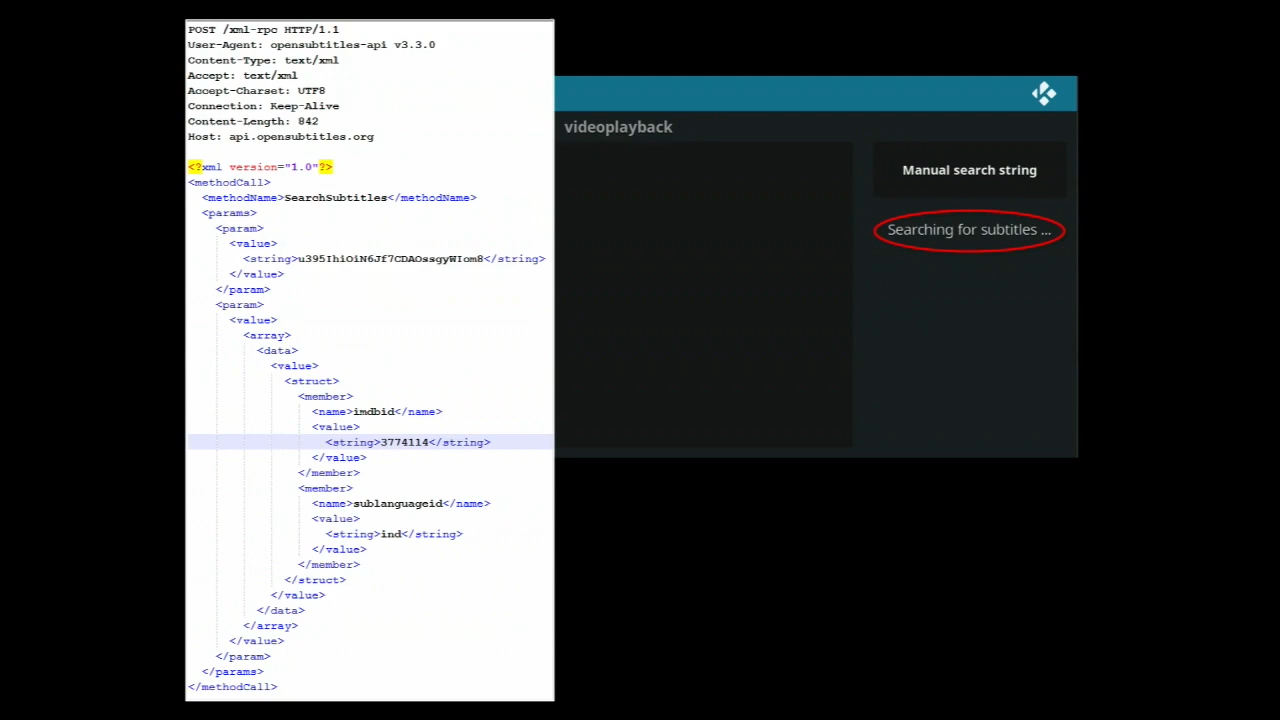 POST /xml-rpc HTTP/1.1
User-Agent: opensubtitles-api v3.3.0
Content-Type: text/xml
Accept: text/xml
Accept-Charset: UTF8
Connection: Keep-Alive
Content-Length: 842
Host: api.opensubtitles.org
<?xml version="1.0"?>
<methodCall>
<methodName>SearchSubtitles</methodName>
<params>
<param>
<value>
<string>u395IhiOiN6Jf7CDAOssgyWIom8</string>
</value>
</param>
<param>
<value>
<array>
<data>
<value>
<struct>
<member>
<name>imdbid</name>
<value>
<string>3774114</string>
</value>
</member>
<member>
<name>sublanguageid</name>
<value>
<string>ind</string>
</value>
</member>
</struct>
</value>
</data>
</array>
</value>
</param>
</params>
</methodCall>
videoplayback
Manual search string
Searching for subtitles ...